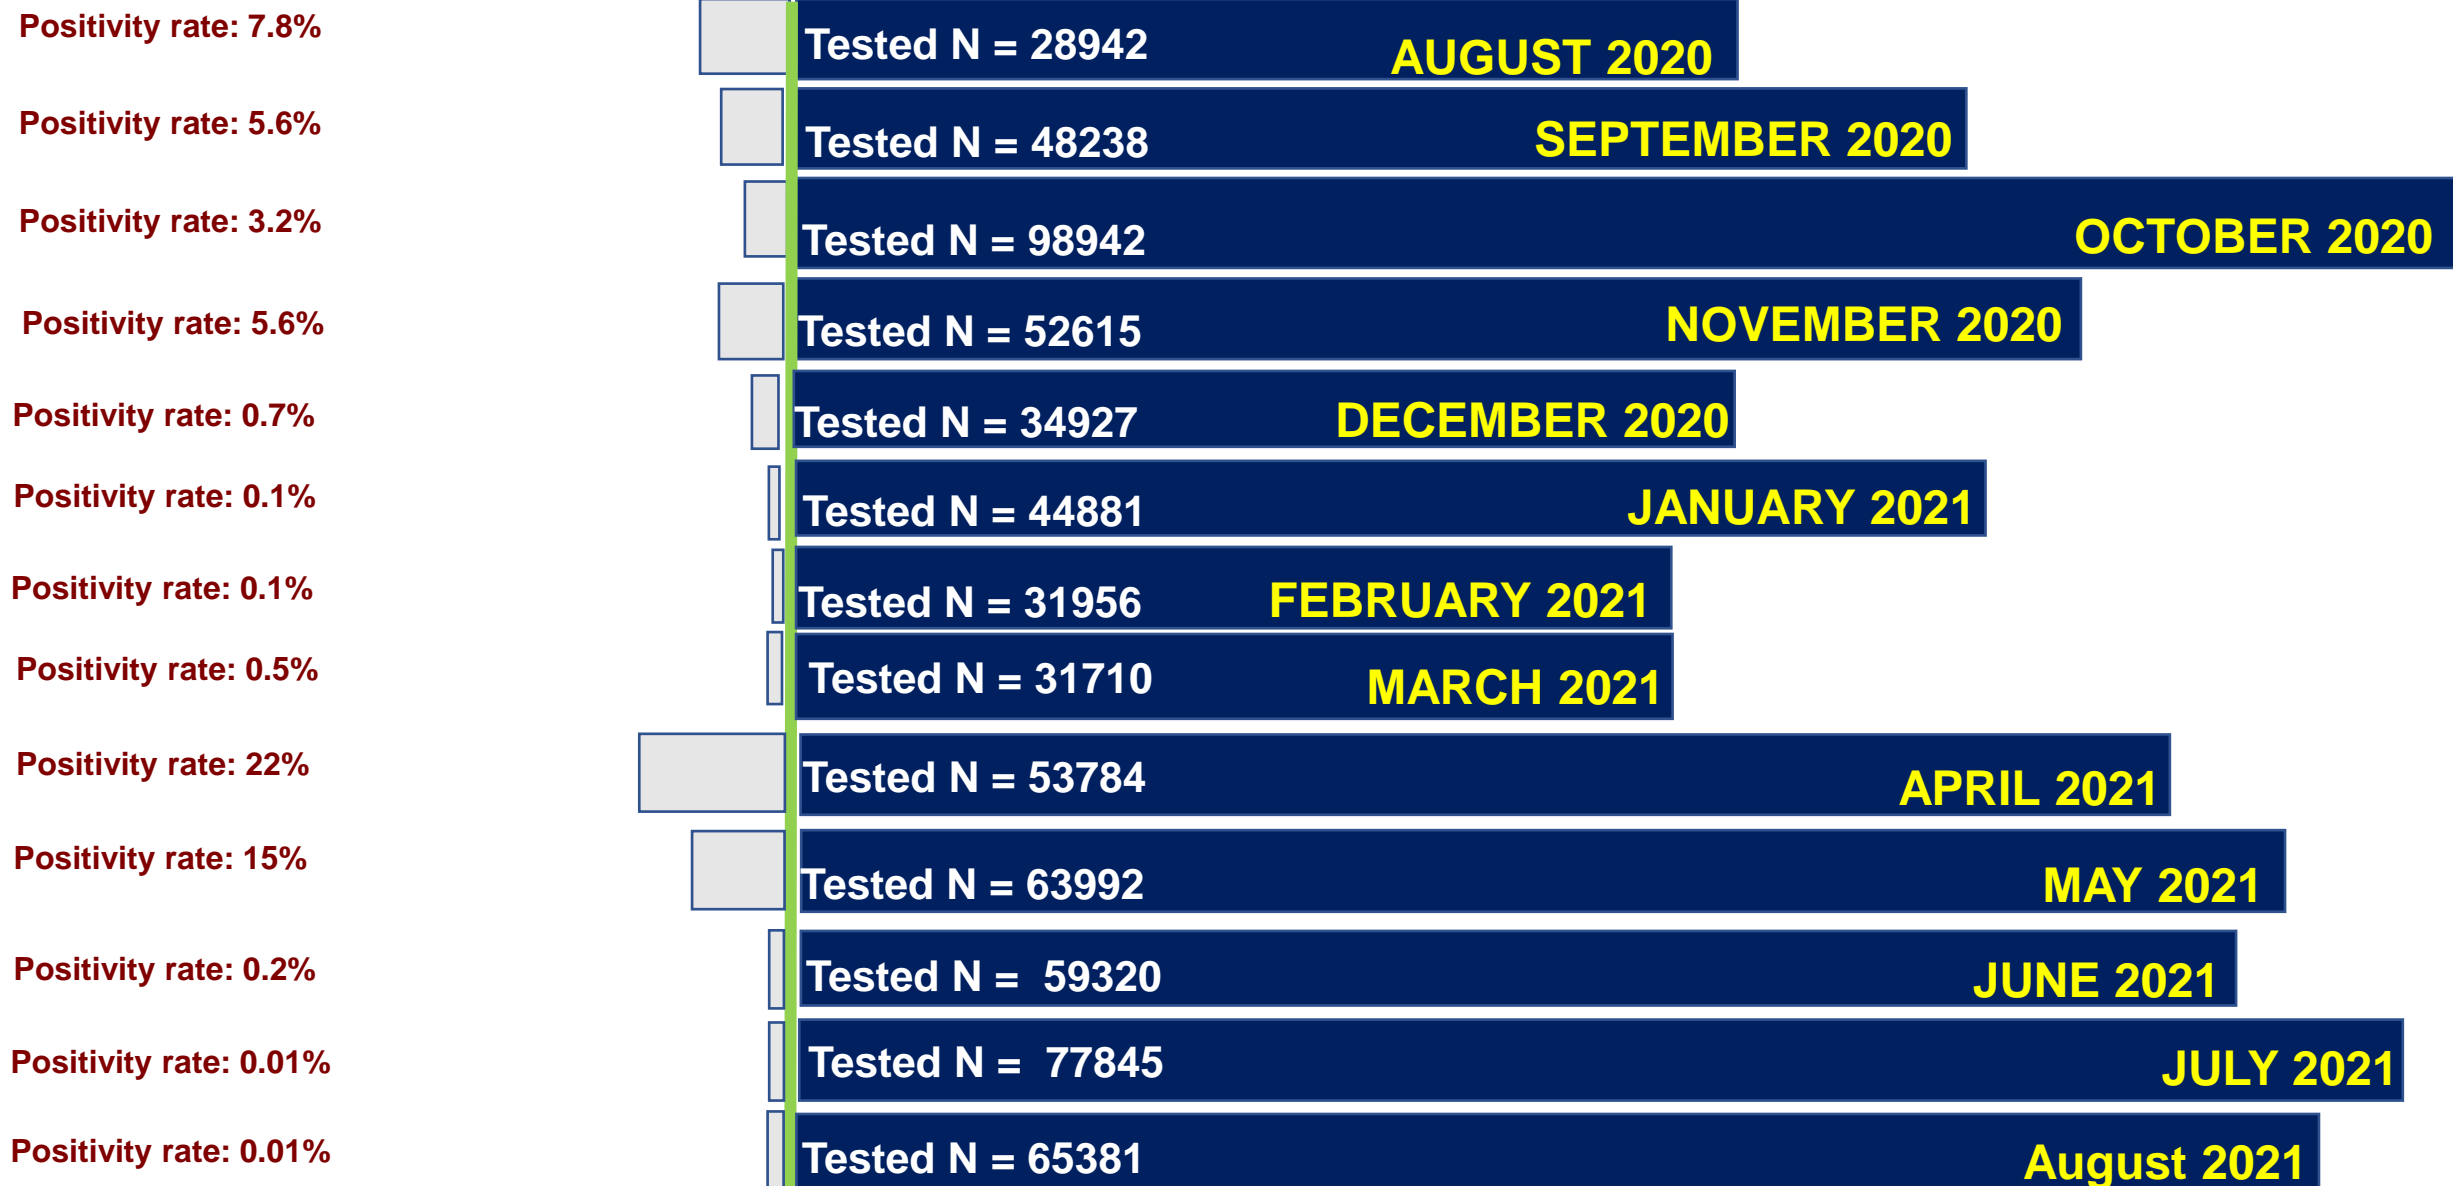 Positivity rate: 7.8% Tested N = 28942 AUGUST 2020
Positivity rate: 5.6% Tested N = 48238 SEPTEMBER 2020
Positivity rate: 3.2% Tested N = 98942 OCTOBER 2020
Positivity rate: 5.6% Tested N = 52615 NOVEMBER 2020
Positivity rate: 0.7% Tested N = 34927 DECEMBER 2020
Positivity rate: 0.1% Tested N = 44881 JANUARY 2021
Positivity rate: 0.1% Tested N = 31956 FEBRUARY 2021
Positivity rate: 0.5% Tested N = 31710 MARCH 2021
Positivity rate: 22% Tested N = 53784 APRIL 2021
Positivity rate: 15% Tested N = 63992 MAY 2021
Positivity rate: 0.2% Tested N = 59320 JUNE 2021
Positivity rate: 0.01% Tested N = 77845 JULY 2021
Positivity rate: 0.01% Tested N = 65381 August 2021